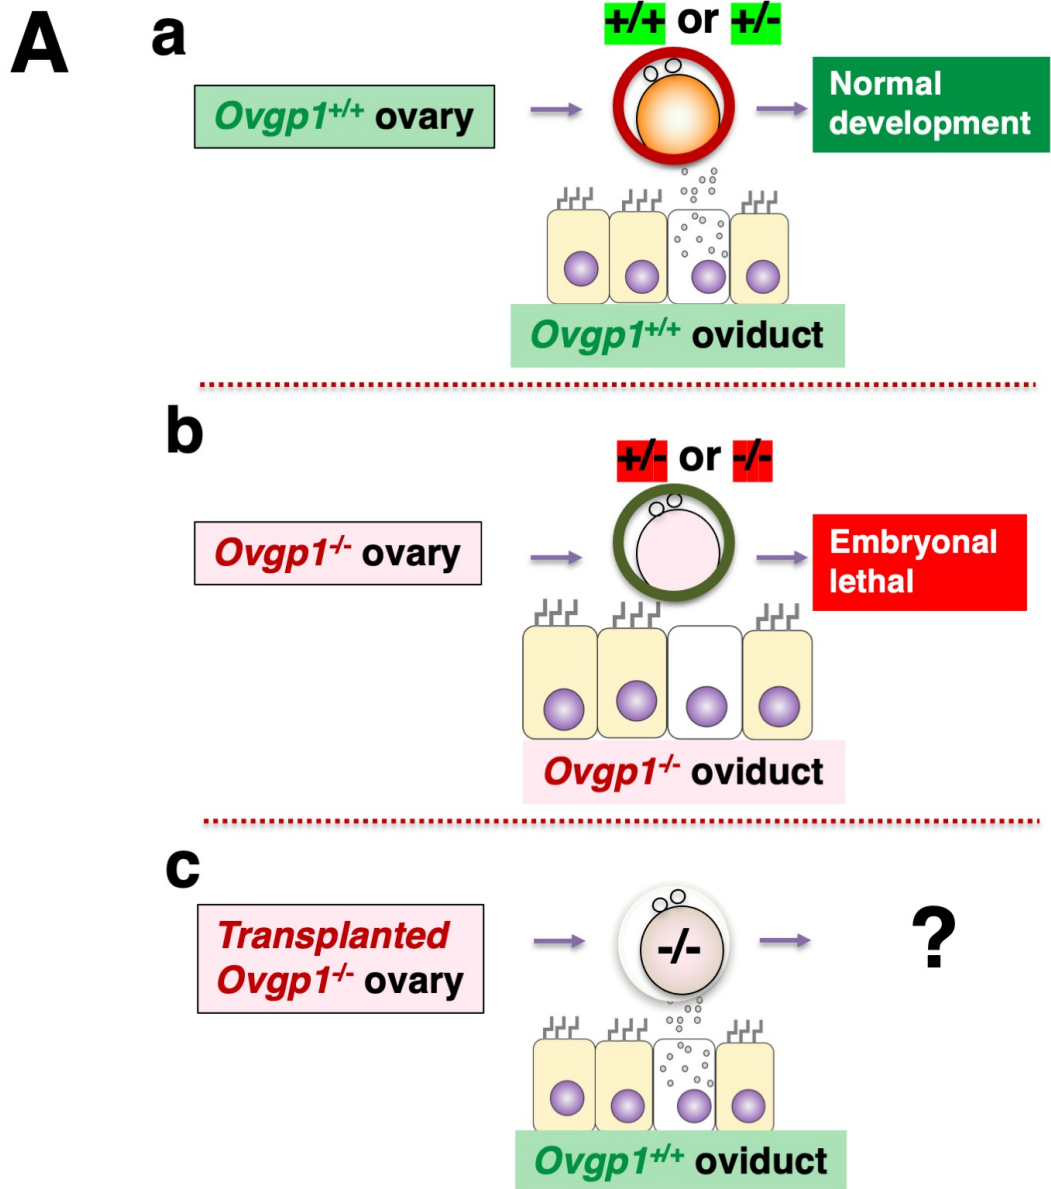 A
a
+/+ or +/-
Ovgp1+/+ ovary
Normal
development
Ovgp1+/+ oviduct
b
+/- or -/-
Ovgp1-/- ovary
Embryonal
lethal
Ovgp1-/- oviduct
c
Transplanted
Ovgp1-/- ovary
-/-
?
Ovgp1+/+ oviduct